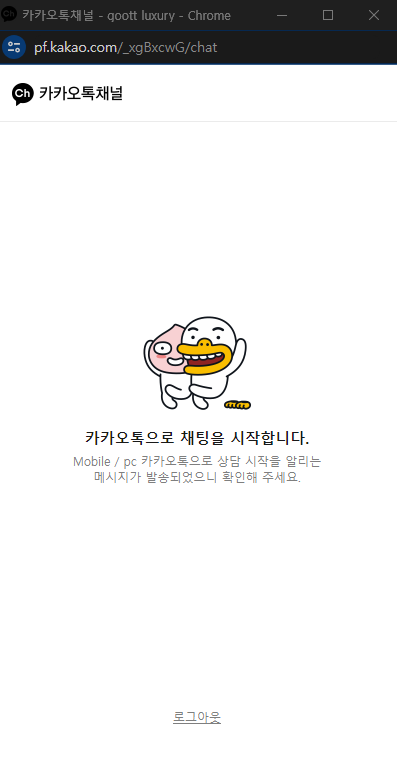 카카오톡채널 - qoott luxury - Chrome
pf.kakao.com/_xgBxcwG/chat
Ch 카카오톡채널
카카오톡으로 채팅을 시작합니다.
Mobile / pc 카카오톡으로 상담 시작을 알리는
메시지가 발송되었으니 확인해 주세요.
로그아웃